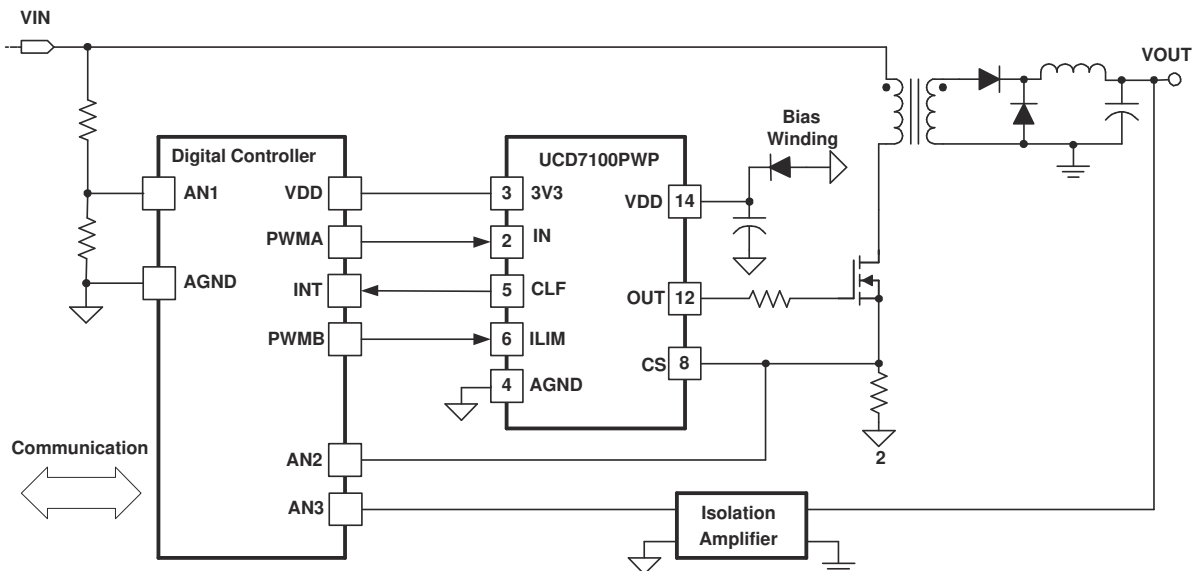 VIN
VOUT
Bias
Winding
Digital Controller
UCD7100PWP
AN1
VDD
3
3V3
VDD
14
PWMA
2
IN
AGND
INT
5
CLF
OUT
12
PWMB
6
ILIM
CS
8
4
AGND
Communication
AN2
2
AN3
Isolation
Amplifier